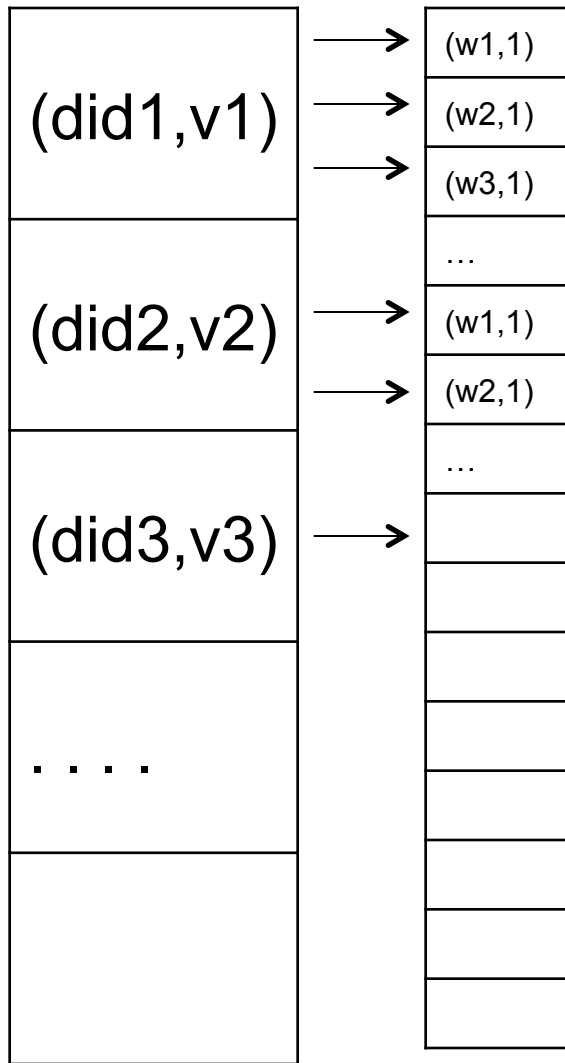 (did1,v1)
(did2,v2)
(did3,v3)
. . . .
(w1,1)
(w2,1)
(w3,1)
...
(w1,1)
(w2,1)
...